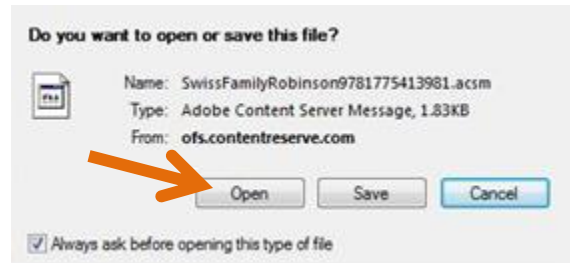 Do you want to open or save this file?
Name: SwissFamilyRobinson9781775413981.acsm
Type: Adobe Content Server Message, 1.83KB
From: ofs.contentreserve.com
Open Save Cancel
Always ask before opening this type of file